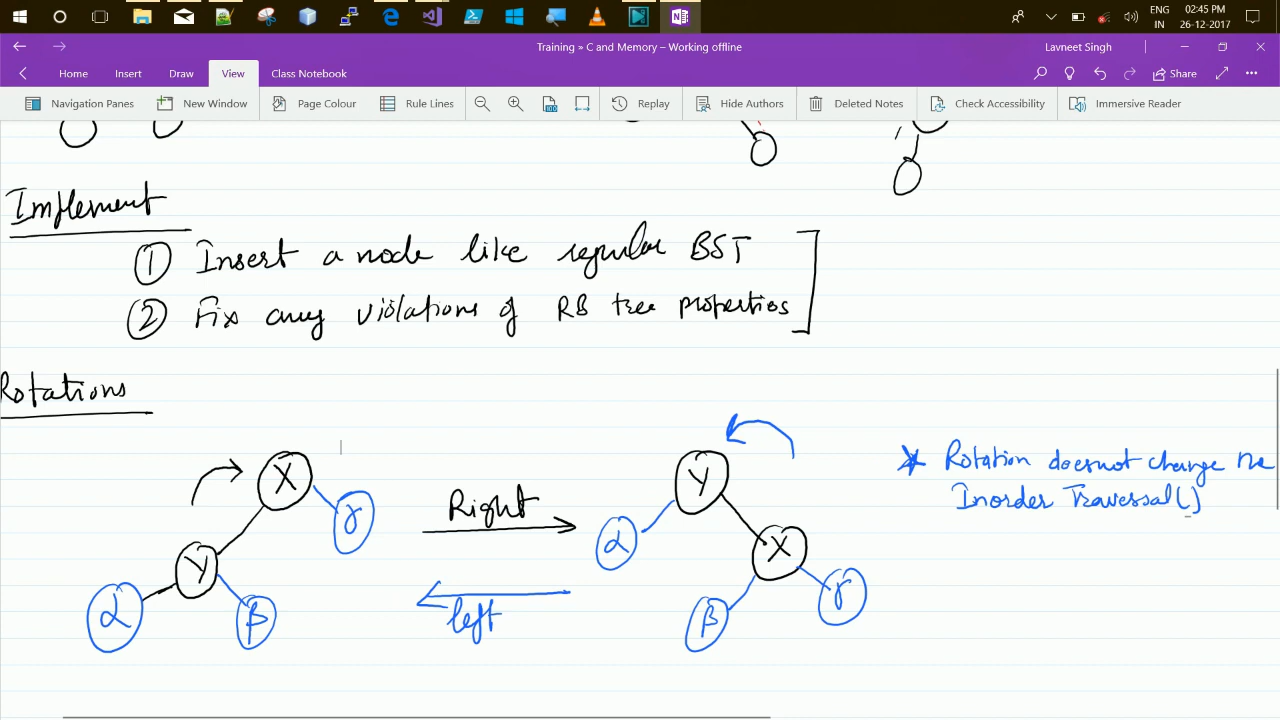 ENG
IN
02:45 PM
26-12-2017
Training » C and Memory – Working offline
Lavneet Singh
Home Insert Draw View Class Notebook
Share
Navigation Panes New Window Page Colour Rule Lines Replay Hide Authors Deleted Notes Check Accessibility Immersive Reader
Implement
① Insert a node like regular BST
② Fix any violations of RB tree properties
Rotations
X
Y
γ
α
β
Right
left
Y
α
X
β
γ
* Rotation doesnot change the
Inorder Traversal()